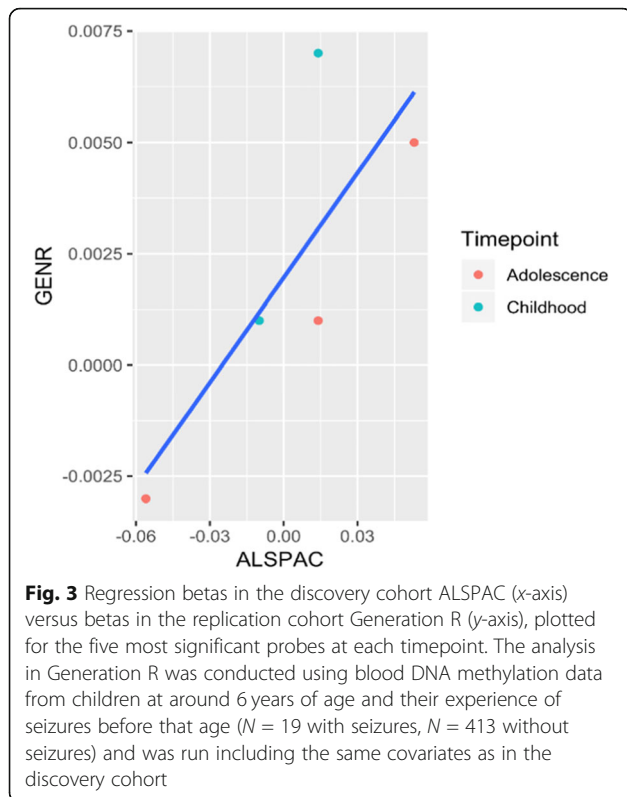 0.0075
0.0050
0.0025
0.0000
-0.0025
GENR
-0.06
-0.03
0.00
0.03
ALSPAC
Timepoint
Adolescence
Childhood
Fig. 3 Regression betas in the discovery cohort ALSPAC (x-axis)
versus betas in the replication cohort Generation R (y-axis), plotted
for the five most significant probes at each timepoint. The analysis
in Generation R was conducted using blood DNA methylation data
from children at around 6 years of age and their experience of
seizures before that age (N = 19 with seizures, N = 413 without
seizures) and was run including the same covariates as in the
discovery cohort